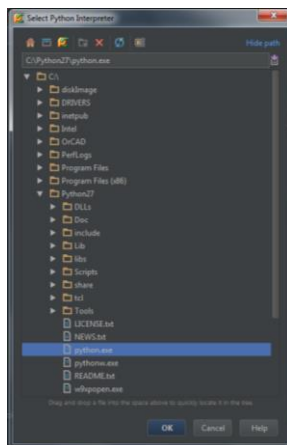 Select Python Interpreter
Hide path
C:\Python27\python.exe
C:\
diskImage
DRIVERS
inetpub
Intel
OrCAD
PerfLogs
Program Files
Program Files (x86)
Python27
DLLs
Doc
include
Lib
libs
Scripts
share
tcl
Tools
LICENSE.txt
NEWS.txt
python.exe
pythonw.exe
README.txt
w9xpopen.exe
Drag and drop a file into the space above to quickly locate it in the tree
OK Cancel Help